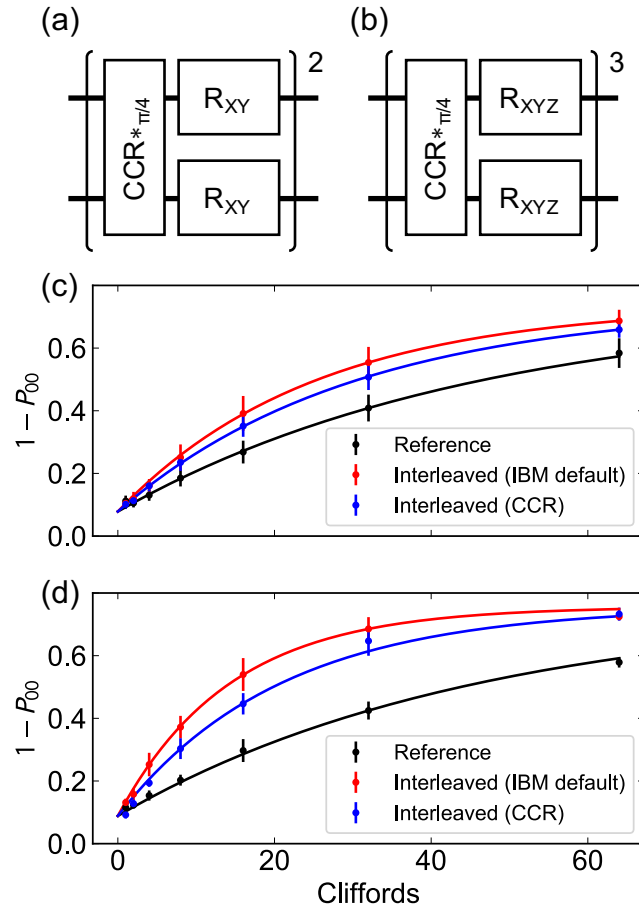 (a)
(b)
2
3
CCR*π/4
RXY
RXY
CCR*π/4
RXYZ
RXYZ
(c)
0.6
0.4
0.2
0.0
1 − P00
Reference
Interleaved (IBM default)
Interleaved (CCR)
(d)
0.6
0.4
0.2
0.0
1 − P00
Reference
Interleaved (IBM default)
Interleaved (CCR)
0
20
40
60
Cliffords